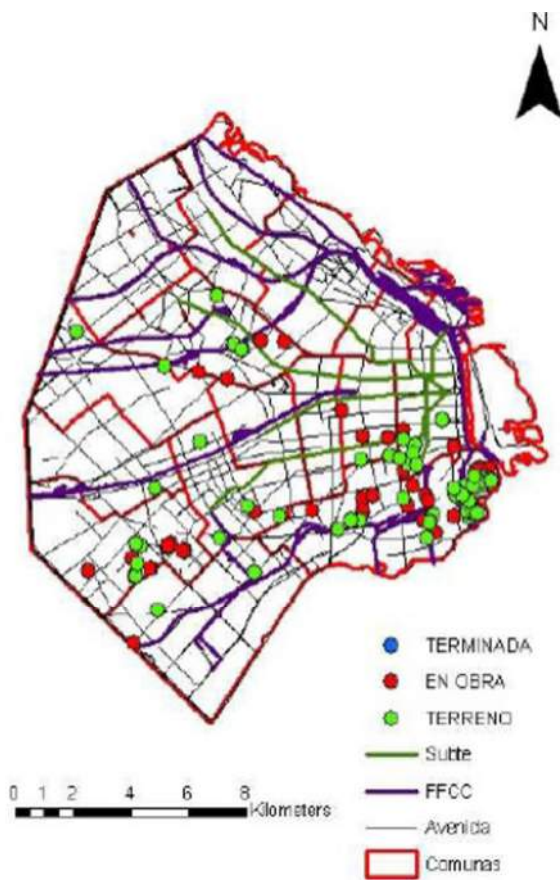 N
TERMINADA
EN OBRA
TERRENO
Subte
FFCC
Avenida
Comunas
0 1 2 4 6 8
Kilometers